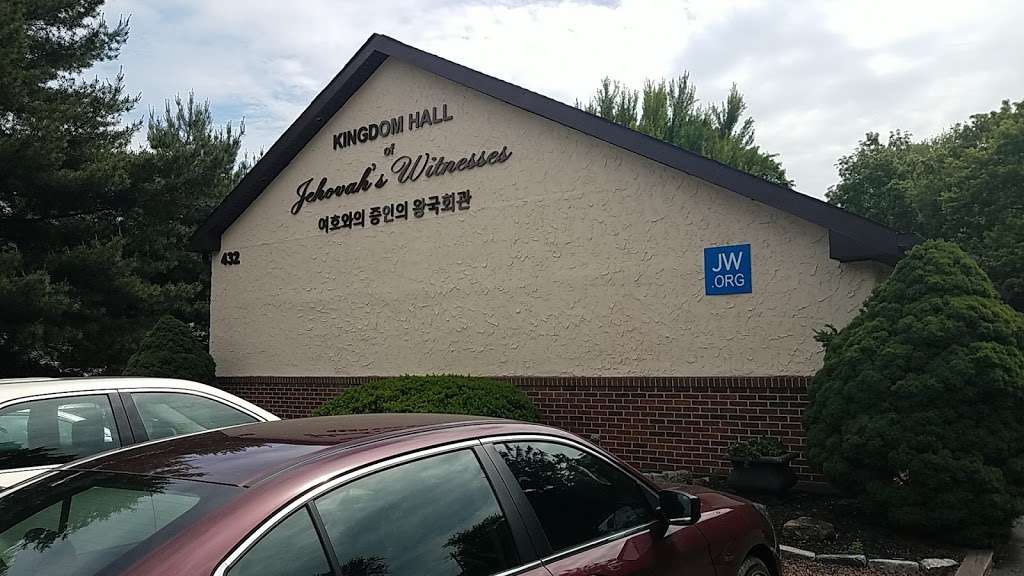 KINGDOM HALL
of
Jehovah's Witnesses
여호와의 증인의 왕국회관
432
JW
.ORG